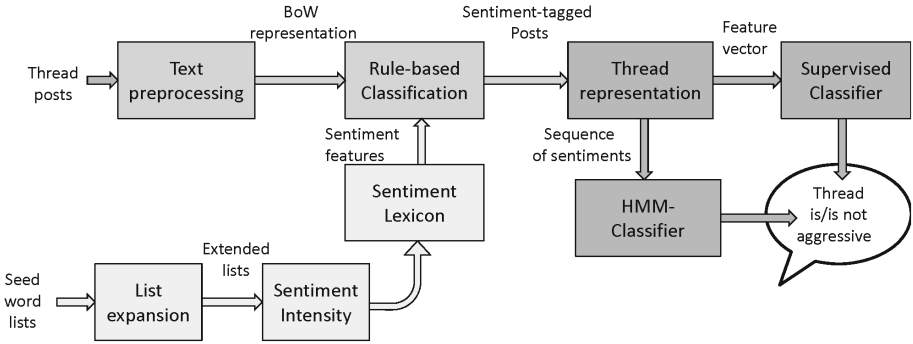 BoW
representation
Sentiment-tagged
Posts
Feature
vector
Thread
posts
Text
preprocessing
Rule-based
Classification
Thread
representation
Supervised
Classifier
Sentiment
features
Sequence
of sentiments
Sentiment
Lexicon
HMM-
Classifier
Thread
is/is not
aggressive
Seed
word
lists
List
expansion
Extended
lists
Sentiment
Intensity